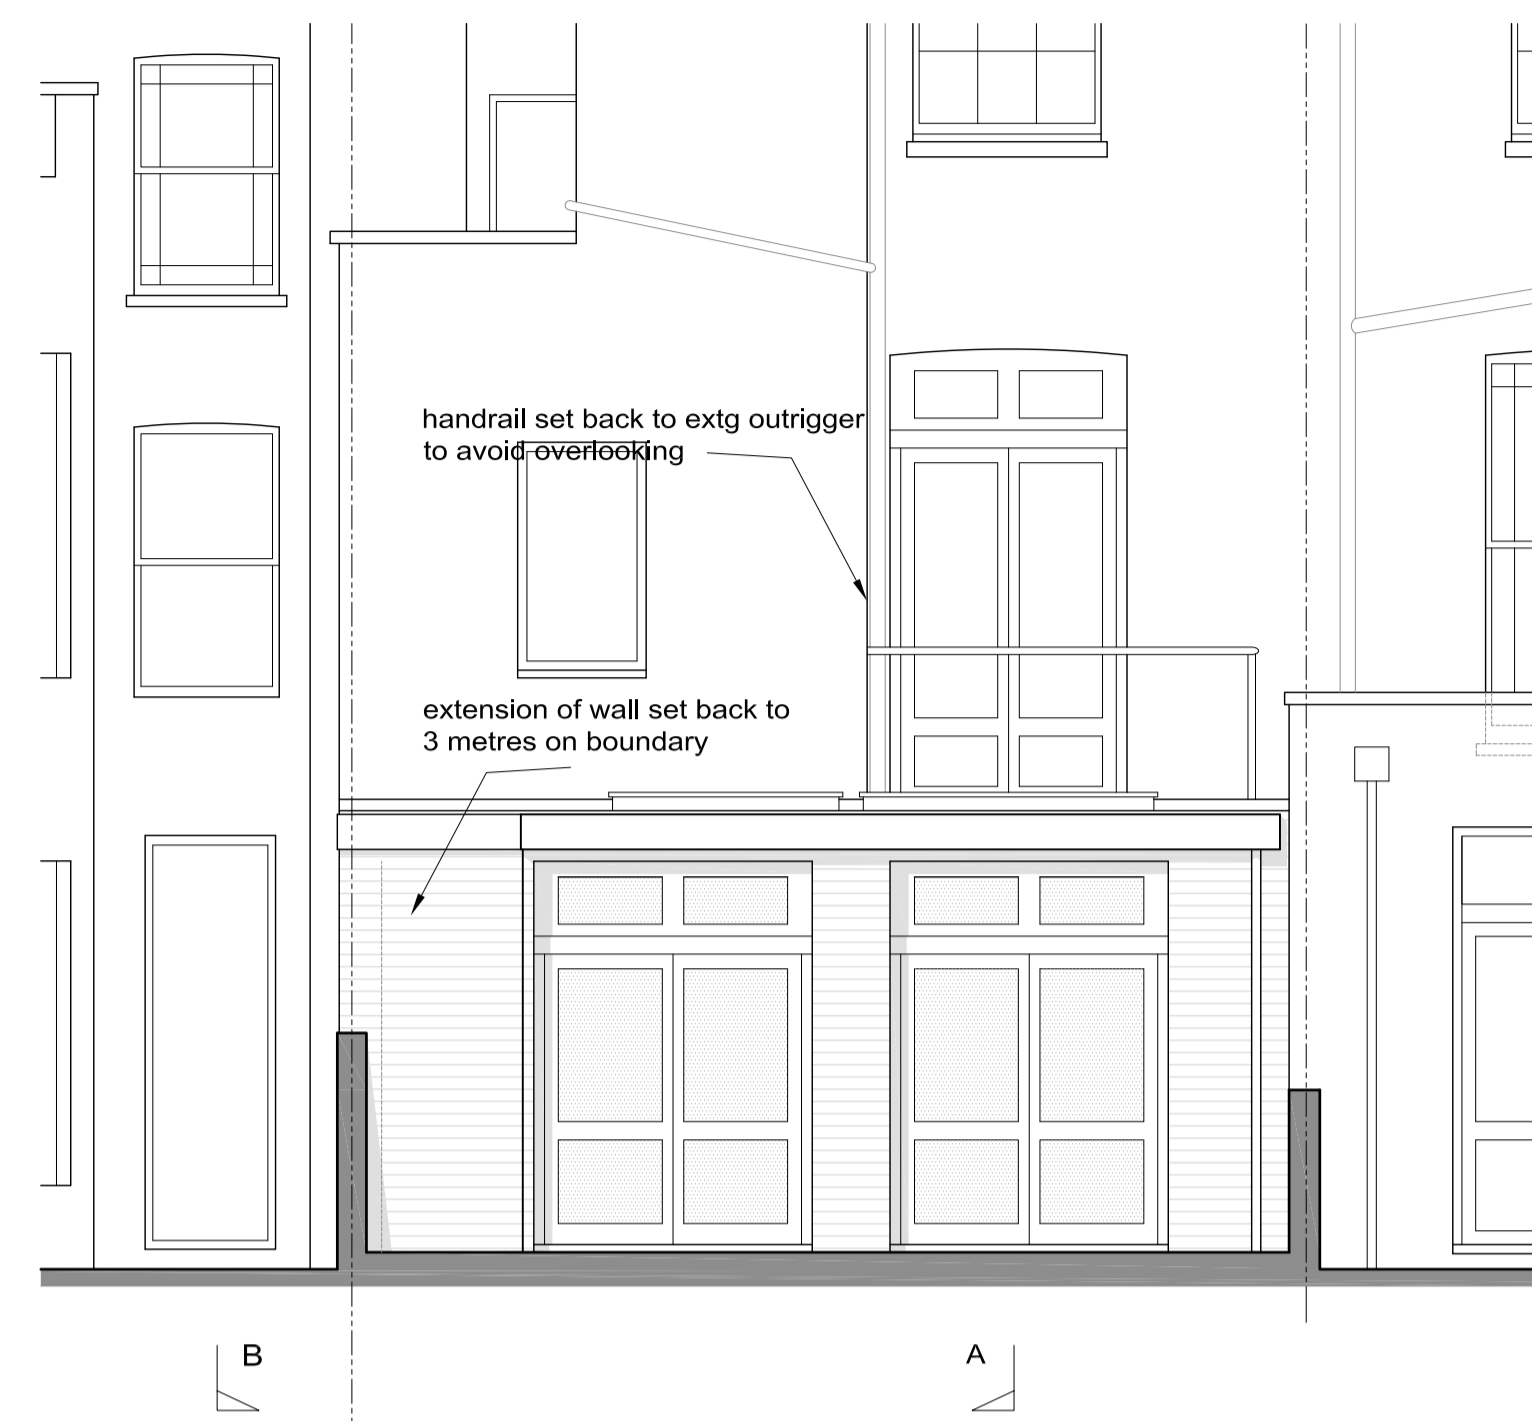 handrail set back to extg outrigger
to avoid overlooking
extension of wall set back to
3 metres on boundary
B
A